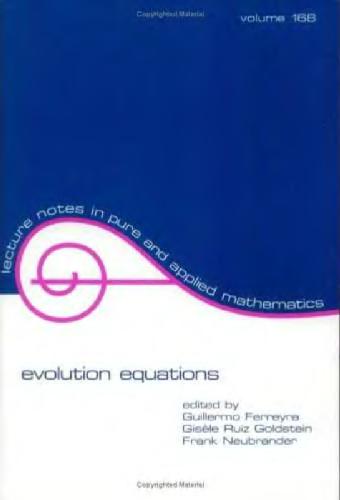 Copyrighted Material
volume 168
lecture notes in pure and applied mathematics
evolution equations
edited by
Guillermo Ferreyra
Gisèle Ruiz Goldstein
Frank Neubrander
Copyrighted Material